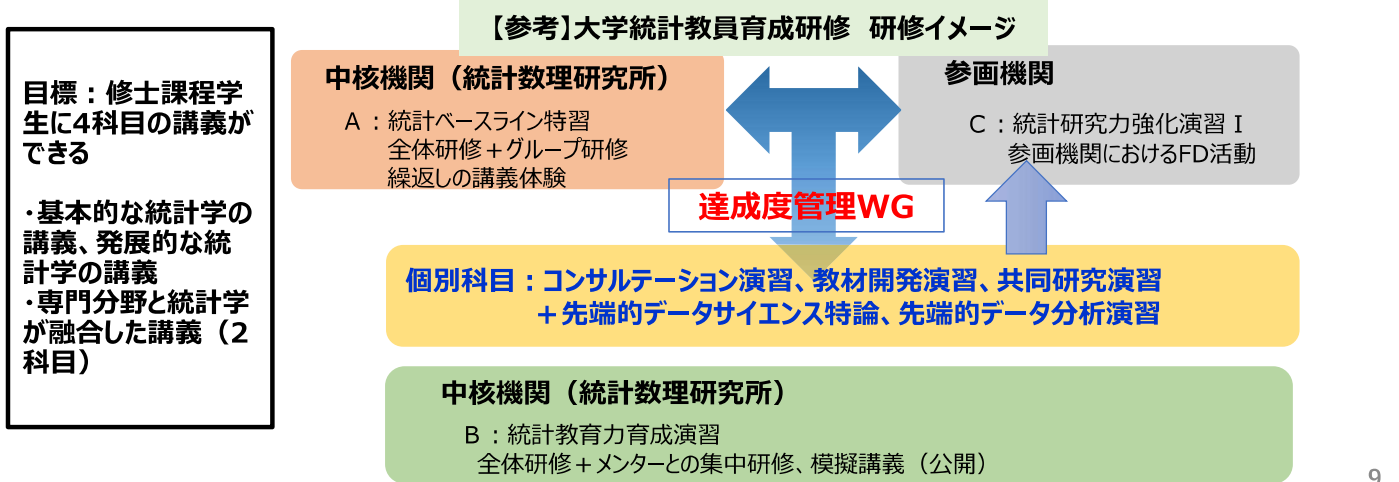 【参考】大学統計教員育成研修 研修イメージ
目標：修士課程学
生に4科目の講義が
できる
・基本的な統計学の
講義、発展的な統
計学の講義
・専門分野と統計学
が融合した講義（2
科目）
中核機関（統計数理研究所）
A：統計ベースライン特習
全体研修＋グループ研修
繰返しの講義体験
参画機関
C：統計研究力強化演習Ⅰ
参画機関におけるFD活動
達成度管理WG
個別科目：コンサルテーション演習、教材開発演習、共同研究演習
＋先端的データサイエンス特論、先端的データ分析演習
中核機関（統計数理研究所）
B：統計教育力育成演習
全体研修＋メンターとの集中研修、模擬講義（公開）
9